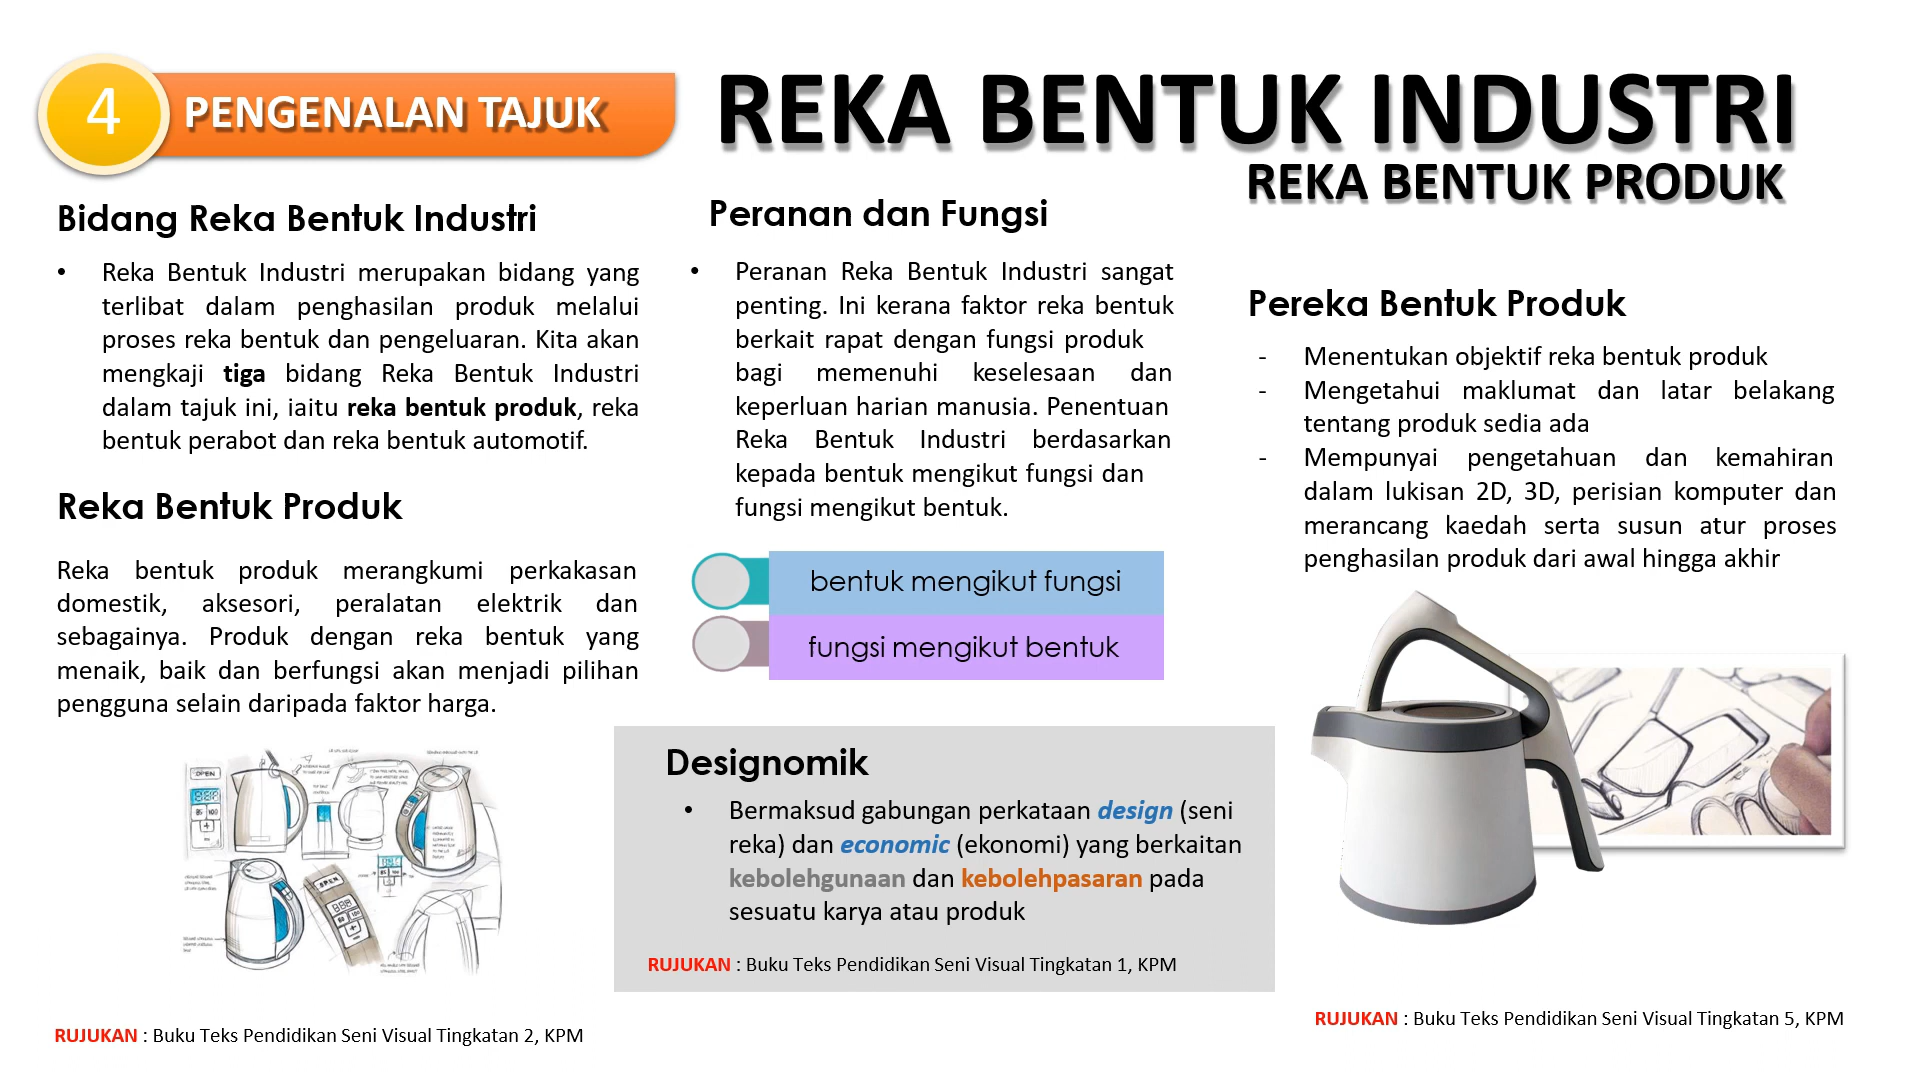 4
PENGENALAN TAJUK
REKA BENTUK INDUSTRI
REKA BENTUK PRODUK
Bidang Reka Bentuk Industri
• Reka Bentuk Industri merupakan bidang yang
terlibat dalam penghasilan produk melalui
proses reka bentuk dan pengeluaran. Kita akan
mengkaji tiga bidang Reka Bentuk Industri
dalam tajuk ini, iaitu reka bentuk produk, reka
bentuk perabot dan reka bentuk automotif.
Reka Bentuk Produk
Reka bentuk produk merangkumi perkakasan
domestik, aksesori, peralatan elektrik dan
sebagainya. Produk dengan reka bentuk yang
menaik, baik dan berfungsi akan menjadi pilihan
pengguna selain daripada faktor harga.
OPEN
RUJUKAN : Buku Teks Pendidikan Seni Visual Tingkatan 2, KPM
Peranan dan Fungsi
• Peranan Reka Bentuk Industri sangat
penting. Ini kerana faktor reka bentuk
berkait rapat dengan fungsi produk
bagi memenuhi keselesaan dan
keperluan harian manusia. Penentuan
Reka Bentuk Industri berdasarkan
kepada bentuk mengikut fungsi dan
fungsi mengikut bentuk.
bentuk mengikut fungsi
fungsi mengikut bentuk
Designomik
• Bermaksud gabungan perkataan design (seni
reka) dan economic (ekonomi) yang berkaitan
kebolehgunaan dan kebolehpasaran pada
sesuatu karya atau produk
RUJUKAN : Buku Teks Pendidikan Seni Visual Tingkatan 1, KPM
Pereka Bentuk Produk
- Menentukan objektif reka bentuk produk
- Mengetahui maklumat dan latar belakang
tentang produk sedia ada
- Mempunyai pengetahuan dan kemahiran
dalam lukisan 2D, 3D, perisian komputer dan
merancang kaedah serta susun atur proses
penghasilan produk dari awal hingga akhir
RUJUKAN : Buku Teks Pendidikan Seni Visual Tingkatan 5, KPM